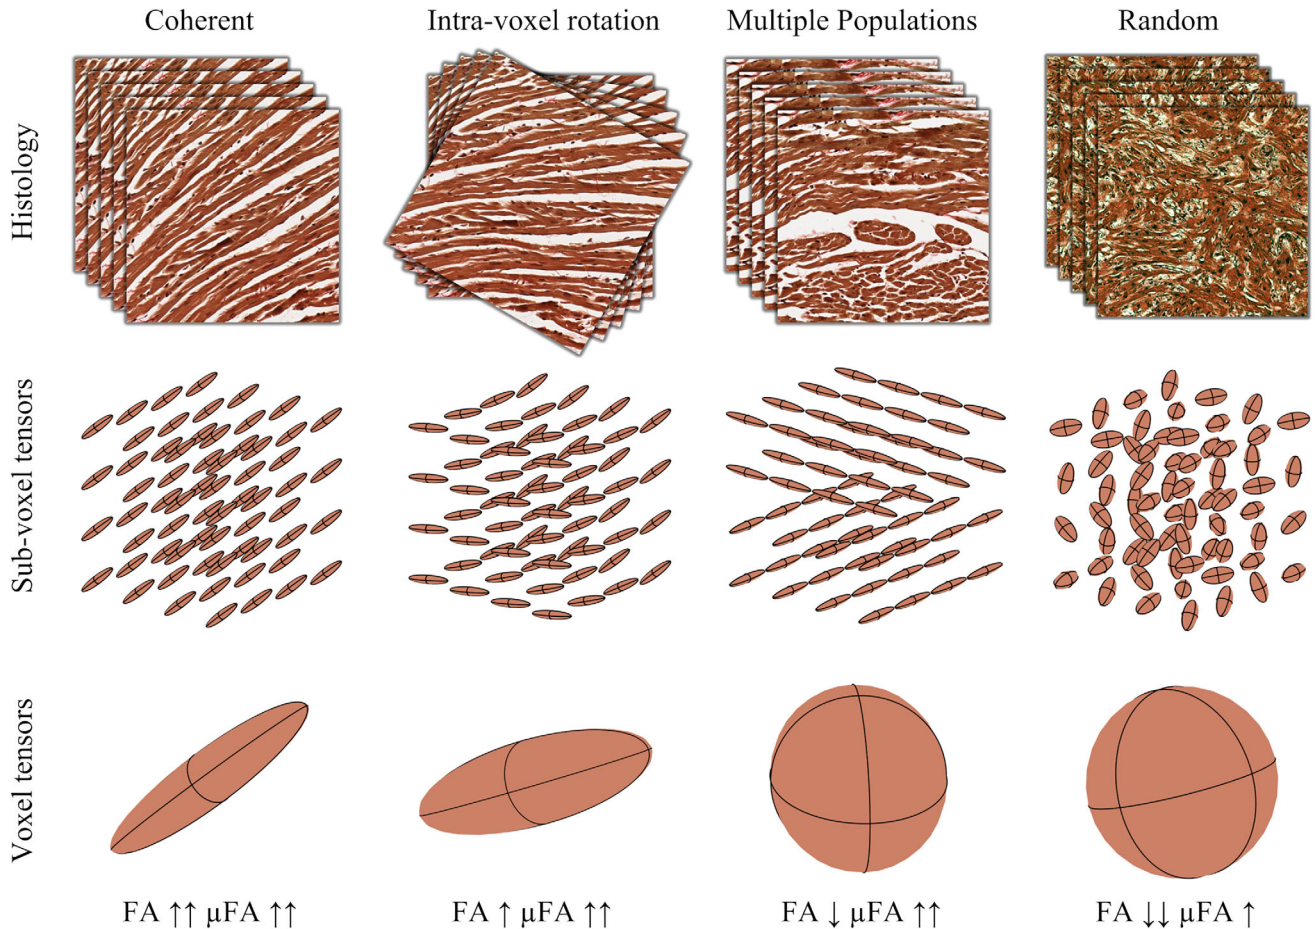 Coherent
Intra-voxel rotation
Multiple Populations
Random
Histology
Sub-voxel tensors
Voxel tensors
FA ↑↑ μFA ↑↑
FA ↑ μFA ↑↑
FA ↓ μFA ↑↑
FA ↓↓ μFA ↑